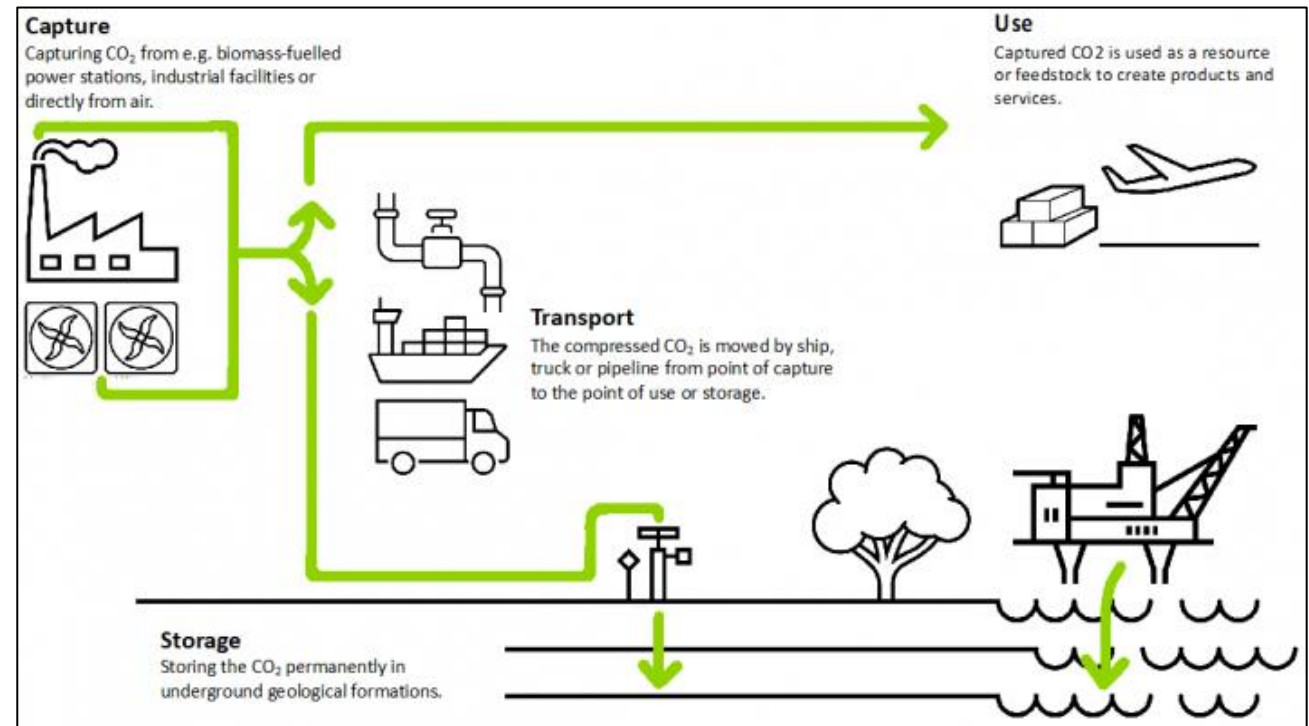 Capture
Capturing CO₂ from e.g. biomass-fuelled
power stations, industrial facilities or
directly from air.
Use
Captured CO2 is used as a resource
or feedstock to create products and
services.
Transport
The compressed CO₂ is moved by ship,
truck or pipeline from point of capture
to the point of use or storage.
Storage
Storing the CO₂ permanently in
underground geological formations.